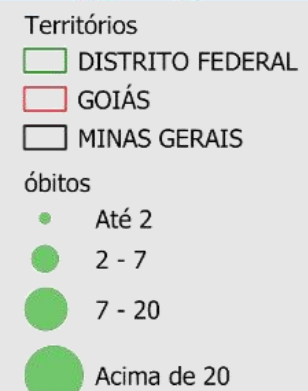 Territórios
DISTRITO FEDERAL
GOIÁS
MINAS GERAIS
óbitos
Até 2
2 - 7
7 - 20
Acima de 20